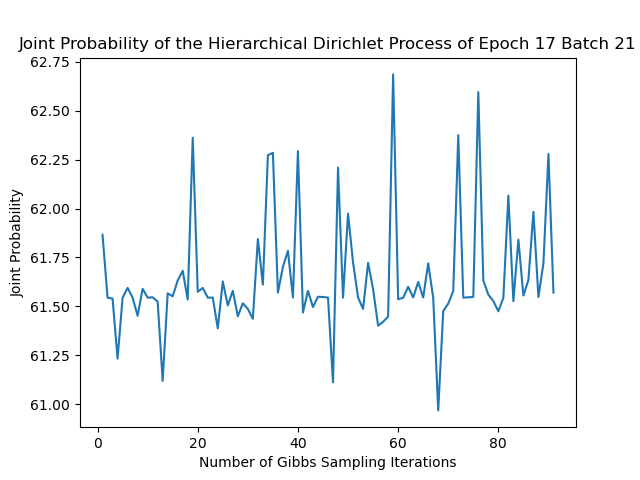 Joint Probability of the Hierarchical Dirichlet Process of Epoch 17 Batch 21
62.75
62.50
62.25
62.00
61.75
61.50
61.25
61.00
Joint Probability
0 20 40 60 80
Number of Gibbs Sampling Iterations